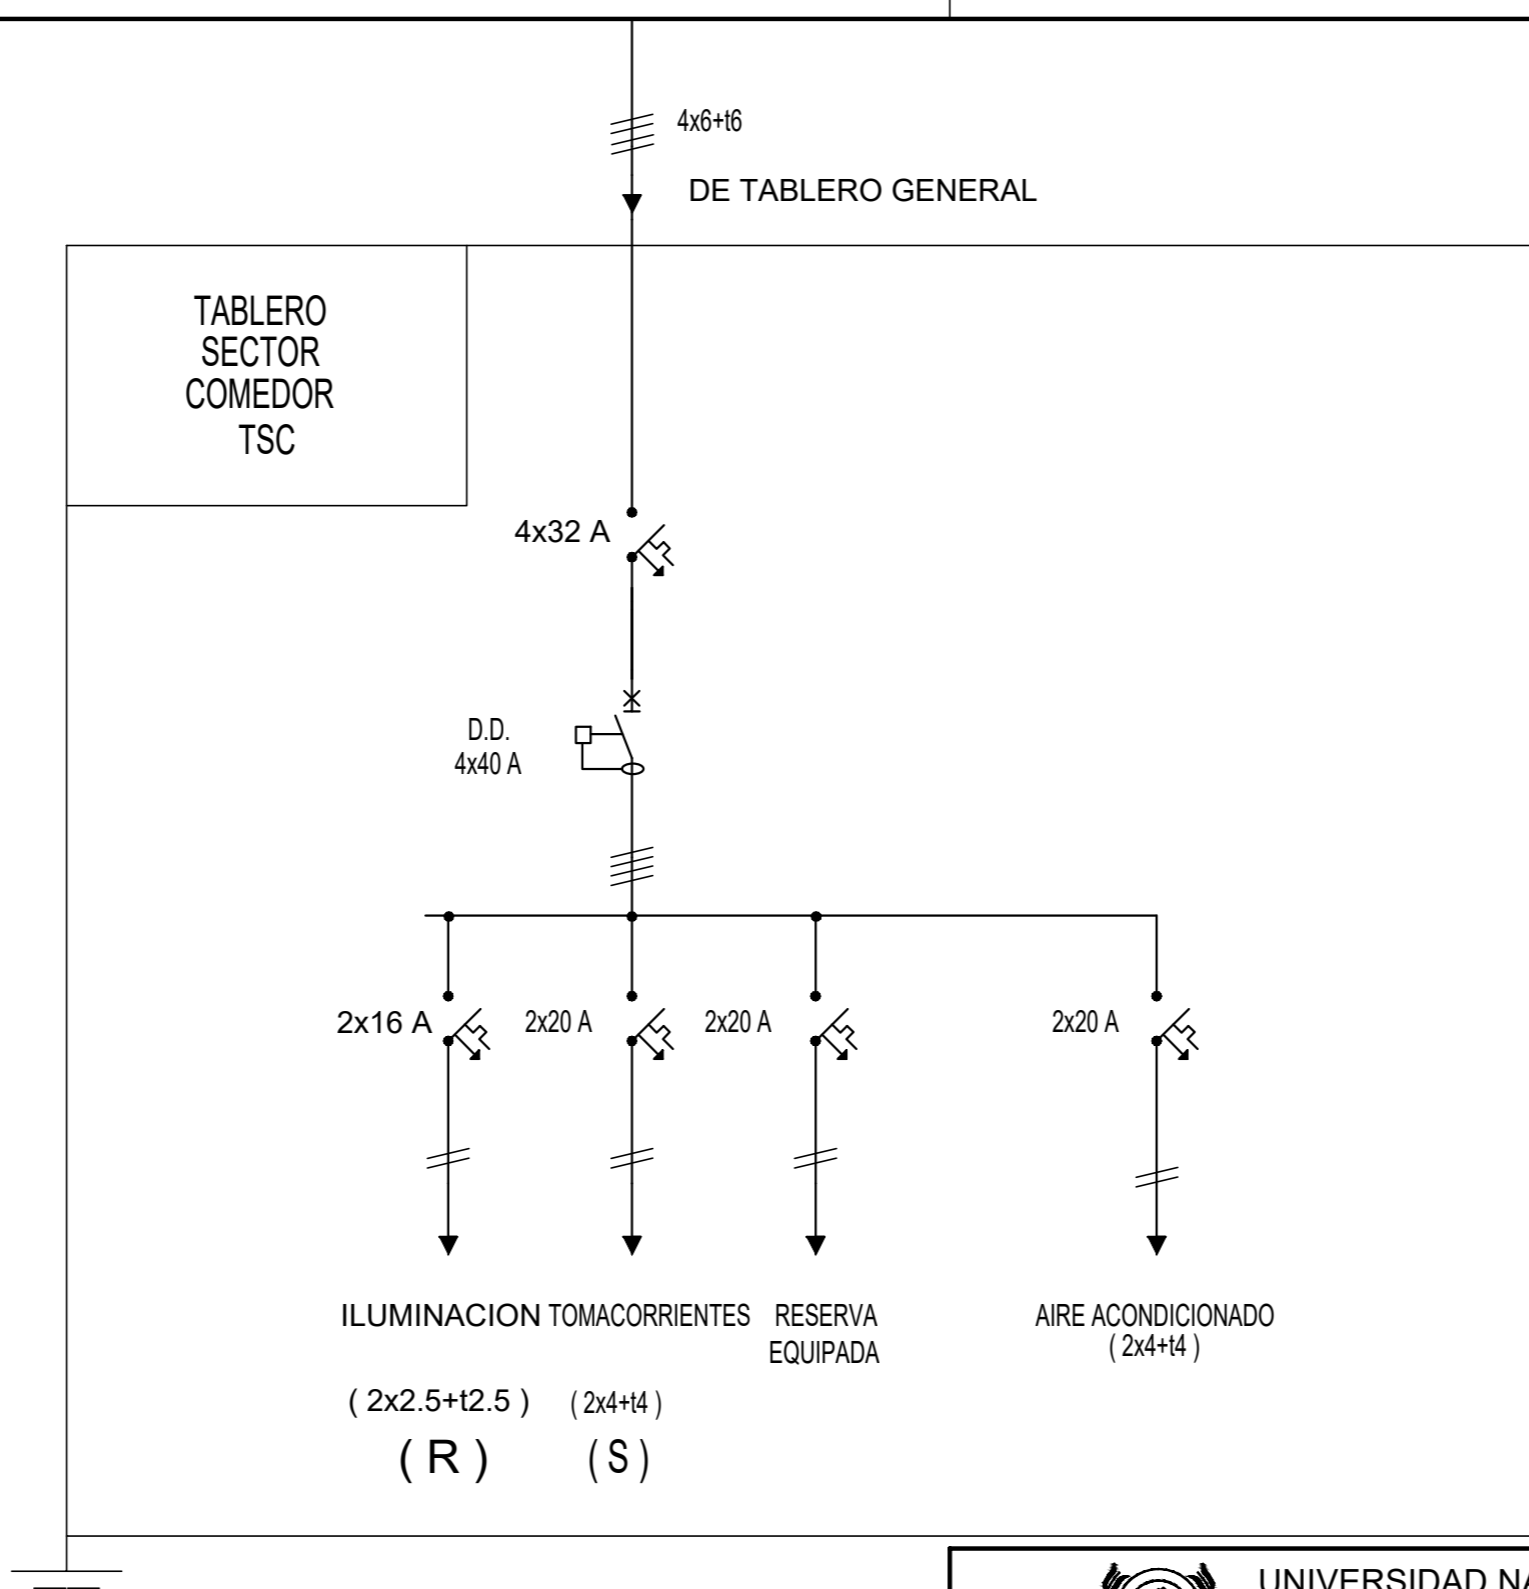 4x6+t6
DE TABLERO GENERAL
TABLERO
SECTOR
COMEDOR
TSC
4x32 A
D.D.
4x40 A
2x16 A
2x20 A
2x20 A
2x20 A
ILUMINACION
( 2x2.5+t2.5 )
( R )
TOMACORRIENTES
( 2x4+t4 )
( S )
RESERVA
EQUIPADA
AIRE ACONDICIONADO
( 2x4+t4 )
UNIVERSIDAD